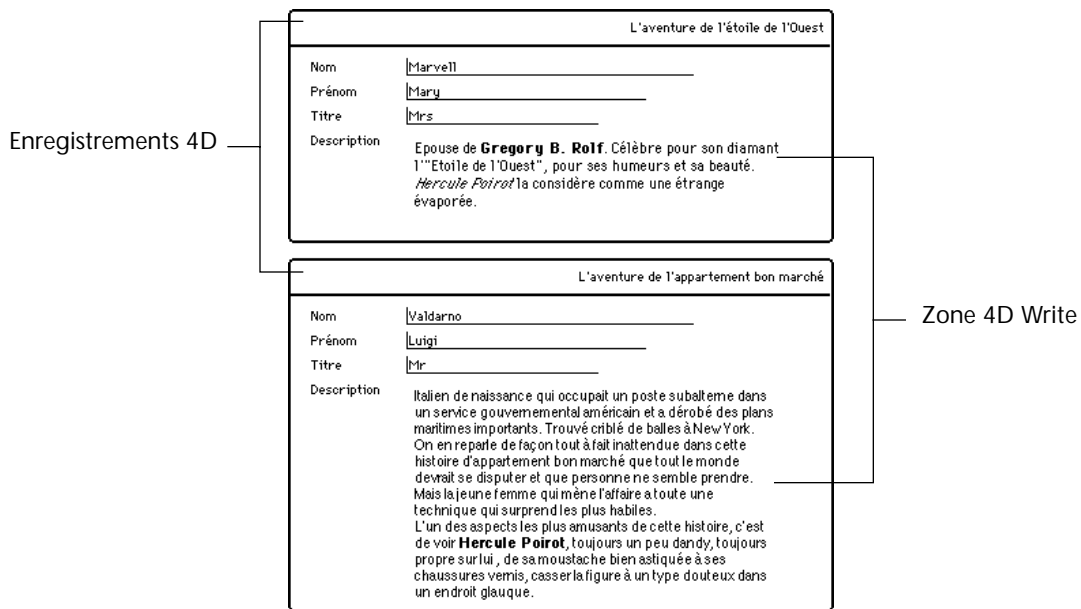 L'aventure de l'étoile de l'Ouest
Nom Marvell
Prénom Mary
Titre Mrs
Enregistrements 4D
Description
Epouse de Gregory B. Rolf. Célèbre pour son diamant
l'"Etoile de l'Ouest", pour ses humeurs et sa beauté.
Hercule Poirot la considère comme une étrange
évaporée.
L'aventure de l'appartement bon marché
Zone 4D Write
Nom Valdarno
Prénom Luigi
Titre Mr
Description
Italien de naissance qui occupait un poste subalterne dans
un service gouvernemental américain et a dérobé des plans
maritimes importants. Trouvé criblé de balles à New York.
On en reparle de façon tout à fait inattendue dans cette
histoire d'appartement bon marché que tout le monde
devrait se disputer et que personne ne semble prendre.
Mais la jeune femme qui mène l'affaire a toute une
technique qui surprend les plus habiles.
L'un des aspects les plus amusants de cette histoire, c'est
de voir Hercule Poirot, toujours un peu dandy, toujours
propre sur lui , de sa moustache bien astiquée à ses
chaussures vernis, casser la figure à un type douteux dans
un endroit glauque.